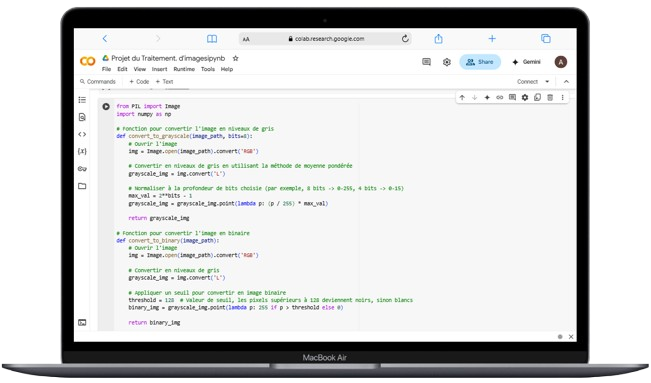 AA colab.research.google.com
CO Projet du Traitement. d'imagesipynb
File Edit View Insert Runtime Tools Help
Share Gemini A
Commands + Code + Text Connect
from PIL import Image
import numpy as np
# Fonction pour convertir l'image en niveaux de gris
def convert_to_grayscale(image_path, bits=8):
# Ouvrir l'image
img = Image.open(image_path).convert('RGB')
# Convertir en niveaux de gris en utilisant la méthode de moyenne pondérée
grayscale_img = img.convert('L')
# Normaliser à la profondeur de bits choisie (par exemple, 8 bits -> 0-255, 4 bits -> 0-15)
max_val = 2**bits - 1
grayscale_img = grayscale_img.point(lambda p: (p / 255) * max_val)
return grayscale_img
# Fonction pour convertir l'image en binaire
def convert_to_binary(image_path):
# Ouvrir l'image
img = Image.open(image_path).convert('RGB')
# Convertir en niveaux de gris
grayscale_img = img.convert('L')
# Appliquer un seuil pour convertir en image binaire
threshold = 128 # Valeur de seuil, les pixels supérieurs à 128 deviennent noirs, sinon blancs
binary_img = grayscale_img.point(lambda p: 255 if p > threshold else 0)
return binary_img
MacBook Air